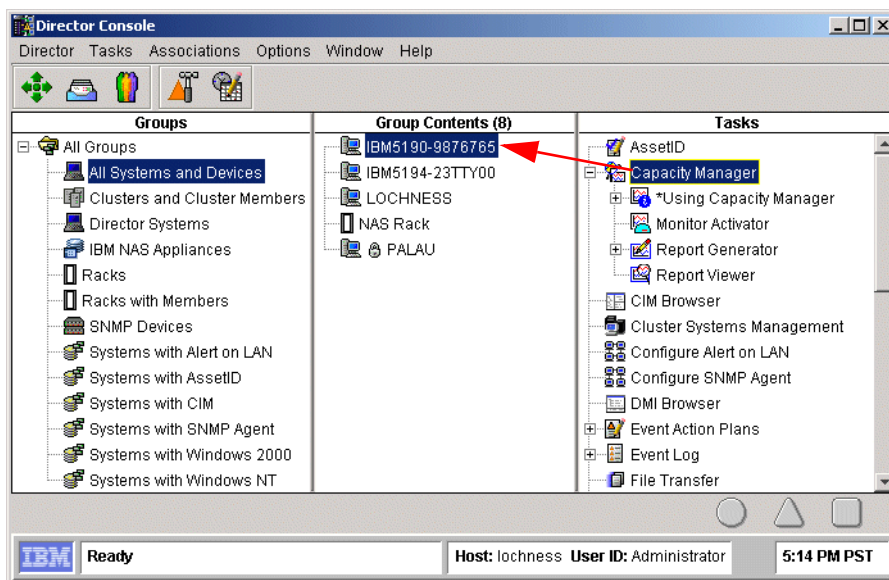 Director Console
Director Tasks Associations Options Window Help
Groups
All Groups
All Systems and Devices
Clusters and Cluster Members
Director Systems
IBM NAS Appliances
Racks
Racks with Members
SNMP Devices
Systems with Alert on LAN
Systems with AssetID
Systems with CIM
Systems with SNMP Agent
Systems with Windows 2000
Systems with Windows NT
Group Contents (8)
IBM5190-9876765
IBM5194-23TTY00
LOCHNESS
NAS Rack
PALAU
Tasks
AssetID
Capacity Manager
*Using Capacity Manager
Monitor Activator
Report Generator
Report Viewer
CIM Browser
Cluster Systems Management
Configure Alert on LAN
Configure SNMP Agent
DMI Browser
Event Action Plans
Event Log
File Transfer
IBM Ready Host: lochness User ID: Administrator 5:14 PM PST